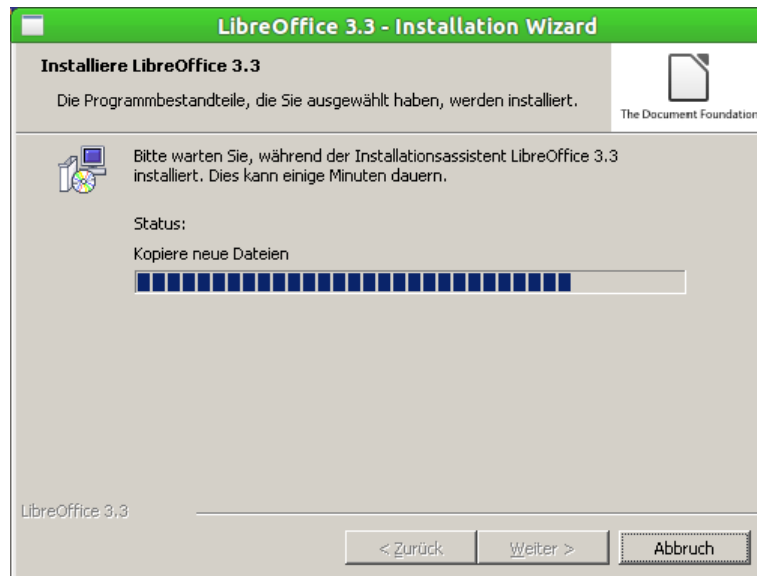 LibreOffice 3.3 - Installation Wizard
Installiere LibreOffice 3.3
Die Programmbestandteile, die Sie ausgewählt haben, werden installiert.
The Document Foundation
Bitte warten Sie, während der Installationsassistent LibreOffice 3.3
installiert. Dies kann einige Minuten dauern.
Status:
Kopiere neue Dateien
LibreOffice 3.3
< Zurück
Weiter >
Abbruch